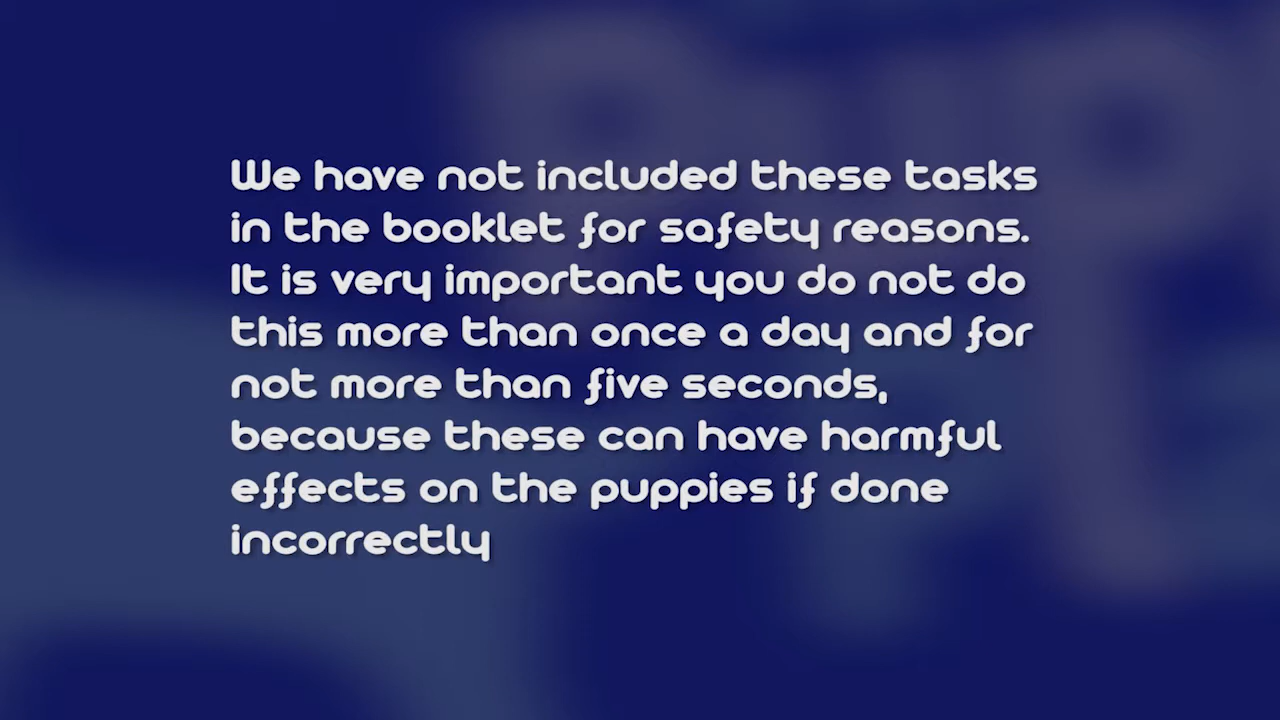 We have not included these tasks
in the booklet for safety reasons.
It is very important you do not do
this more than once a day and for
not more than five seconds,
because these can have harmful
effects on the puppies if done
incorrectly